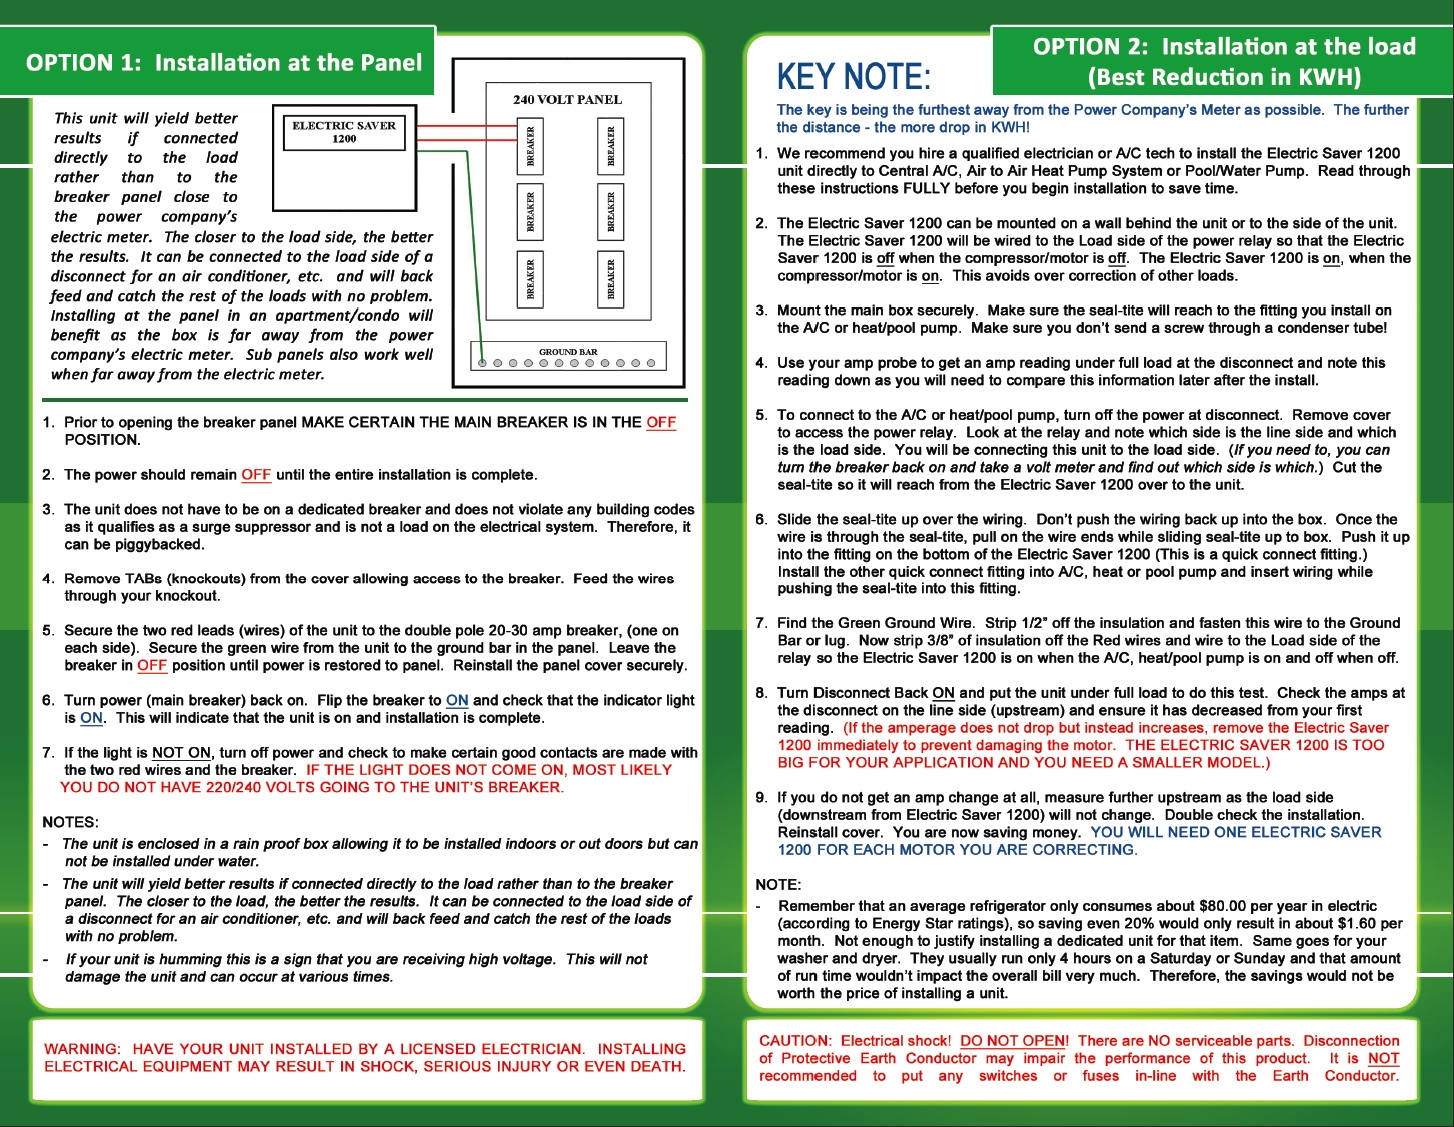 OPTION 1:  Installation at the Panel
This unit will yield better
results if connected
directly to the load
rather than to the
breaker panel close to
the power company's
electric meter.  The closer to the load side, the better
the results.  It can be connected to the load side of a
disconnect for an air conditioner, etc.  and will back
feed and catch the rest of the loads with no problem.
Installing at the panel in an apartment/condo will
benefit as the box is far away from the power
company's electric meter.  Sub panels also work well
when far away from the electric meter.
ELECTRIC SAVER
1200
240 VOLT PANEL
BREAKER
BREAKER
BREAKER
BREAKER
BREAKER
BREAKER
GROUND BAR
1.  Prior to opening the breaker panel MAKE CERTAIN THE MAIN BREAKER IS IN THE OFF
POSITION.
2.  The power should remain OFF until the entire installation is complete.
3.  The unit does not have to be on a dedicated breaker and does not violate any building codes
as it qualifies as a surge suppressor and is not a load on the electrical system.  Therefore, it
can be piggybacked.
4.  Remove TABs (knockouts) from the cover allowing access to the breaker.  Feed the wires
through your knockout.
5.  Secure the two red leads (wires) of the unit to the double pole 20-30 amp breaker, (one on
each side).  Secure the green wire from the unit to the ground bar in the panel.  Leave the
breaker in OFF position until power is restored to panel.  Reinstall the panel cover securely.
6.  Turn power (main breaker) back on.  Flip the breaker to ON and check that the indicator light
is ON.  This will indicate that the unit is on and installation is complete.
7.  If the light is NOT ON, turn off power and check to make certain good contacts are made with
the two red wires and the breaker.  IF THE LIGHT DOES NOT COME ON, MOST LIKELY
YOU DO NOT HAVE 220/240 VOLTS GOING TO THE UNIT'S BREAKER.
NOTES:
-  The unit is enclosed in a rain proof box allowing it to be installed indoors or out doors but can
not be installed under water.
-  The unit will yield better results if connected directly to the load rather than to the breaker
panel.  The closer to the load, the better the results.  It can be connected to the load side of
a disconnect for an air conditioner, etc. and will back feed and catch the rest of the loads
with no problem.
-  If your unit is humming this is a sign that you are receiving high voltage.  This will not
damage the unit and can occur at various times.
WARNING:  HAVE YOUR UNIT INSTALLED BY A LICENSED ELECTRICIAN.  INSTALLING
ELECTRICAL EQUIPMENT MAY RESULT IN SHOCK, SERIOUS INJURY OR EVEN DEATH.
OPTION 2:  Installation at the load
(Best Reduction in KWH)
KEY NOTE:
The key is being the furthest away from the Power Company's Meter as possible.  The further
the distance - the more drop in KWH!
1.  We recommend you hire a qualified electrician or A/C tech to install the Electric Saver 1200
unit directly to Central A/C, Air to Air Heat Pump System or Pool/Water Pump.  Read through
these instructions FULLY before you begin installation to save time.
2.  The Electric Saver 1200 can be mounted on a wall behind the unit or to the side of the unit.
The Electric Saver 1200 will be wired to the Load side of the power relay so that the Electric
Saver 1200 is off when the compressor/motor is off.  The Electric Saver 1200 is on, when the
compressor/motor is on.  This avoids over correction of other loads.
3.  Mount the main box securely.  Make sure the seal-tite will reach to the fitting you install on
the A/C or heat/pool pump.  Make sure you don't send a screw through a condenser tube!
4.  Use your amp probe to get an amp reading under full load at the disconnect and note this
reading down as you will need to compare this information later after the install.
5.  To connect to the A/C or heat/pool pump, turn off the power at disconnect.  Remove cover
to access the power relay.  Look at the relay and note which side is the line side and which
is the load side.  You will be connecting this unit to the load side.  (If you need to, you can
turn the breaker back on and take a volt meter and find out which side is which.)  Cut the
seal-tite so it will reach from the Electric Saver 1200 over to the unit.
6.  Slide the seal-tite up over the wiring.  Don't push the wiring back up into the box.  Once the
wire is through the seal-tite, pull on the wire ends while sliding seal-tite up to box.  Push it up
into the fitting on the bottom of the Electric Saver 1200 (This is a quick connect fitting.)
Install the other quick connect fitting into A/C, heat or pool pump and insert wiring while
pushing the seal-tite into this fitting.
7.  Find the Green Ground Wire.  Strip 1/2" off the insulation and fasten this wire to the Ground
Bar or lug.  Now strip 3/8" of insulation off the Red wires and wire to the Load side of the
relay so the Electric Saver 1200 is on when the A/C, heat/pool pump is on and off when off.
8.  Turn Disconnect Back ON and put the unit under full load to do this test.  Check the amps at
the disconnect on the line side (upstream) and ensure it has decreased from your first
reading.  (If the amperage does not drop but instead increases, remove the Electric Saver
1200 immediately to prevent damaging the motor.  THE ELECTRIC SAVER 1200 IS TOO
BIG FOR YOUR APPLICATION AND YOU NEED A SMALLER MODEL.)
9.  If you do not get an amp change at all, measure further upstream as the load side
(downstream from Electric Saver 1200) will not change.  Double check the installation.
Reinstall cover.  You are now saving money.  YOU WILL NEED ONE ELECTRIC SAVER
1200 FOR EACH MOTOR YOU ARE CORRECTING.
NOTE:
-  Remember that an average refrigerator only consumes about $80.00 per year in electric
(according to Energy Star ratings), so saving even 20% would only result in about $1.60 per
month.  Not enough to justify installing a dedicated unit for that item.  Same goes for your
washer and dryer.  They usually run only 4 hours on a Saturday or Sunday and that amount
of run time wouldn't impact the overall bill very much.  Therefore, the savings would not be
worth the price of installing a unit.
CAUTION:  Electrical shock!  DO NOT OPEN!  There are NO serviceable parts.  Disconnection
of Protective Earth Conductor may impair the performance of this product.  It is NOT
recommended to put any switches or fuses in-line with the Earth Conductor.